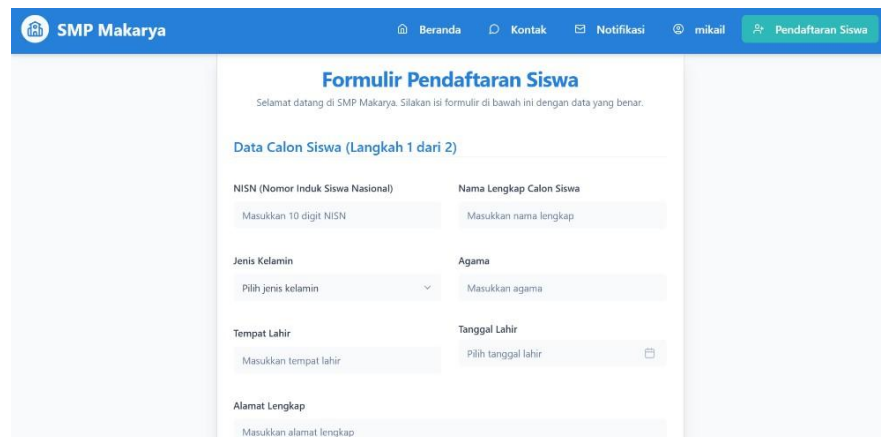 SMP Makarya
Beranda
Kontak
Notifikasi
mikail
Pendaftaran Siswa
Formulir Pendaftaran Siswa
Selamat datang di SMP Makarya. Silakan isi formulir di bawah ini dengan data yang benar.
Data Calon Siswa (Langkah 1 dari 2)
NISN (Nomor Induk Siswa Nasional)
Masukkan 10 digit NISN
Nama Lengkap Calon Siswa
Masukkan nama lengkap
Jenis Kelamin
Pilih jenis kelamin
Agama
Masukkan agama
Tempat Lahir
Masukkan tempat lahir
Tanggal Lahir
Pilih tanggal lahir
Alamat Lengkap
Masukkan alamat lengkap